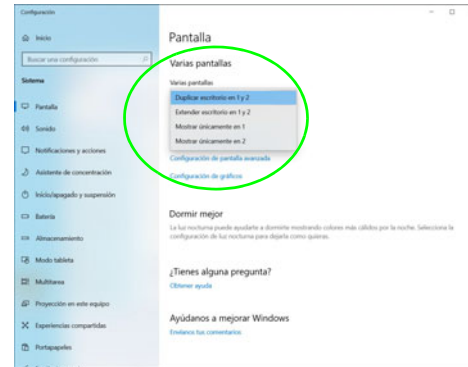 Configuración
Inicio
Buscar una configuración
Sistema
Pantalla
Sonido
Notificaciones y acciones
Asistente de concentración
Inicio/apagado y suspensión
Batería
Almacenamiento
Modo tableta
Multitarea
Proyección en este equipo
Experiencias compartidas
Portapapeles
Pantalla
Varias pantallas
Varias pantallas
Duplicar escritorio en 1 y 2
Extender escritorio en 1 y 2
Mostrar únicamente en 1
Mostrar únicamente en 2
Configuración de pantalla avanzada
Configuración de gráficos
Dormir mejor
La luz nocturna puede ayudarte a dormirte mostrando colores más cálidos por la noche. Selecciona la
configuración de luz nocturna para dejarla como quieras.
¿Tienes alguna pregunta?
Obtener ayuda
Ayúdanos a mejorar Windows
Envíanos tus comentarios